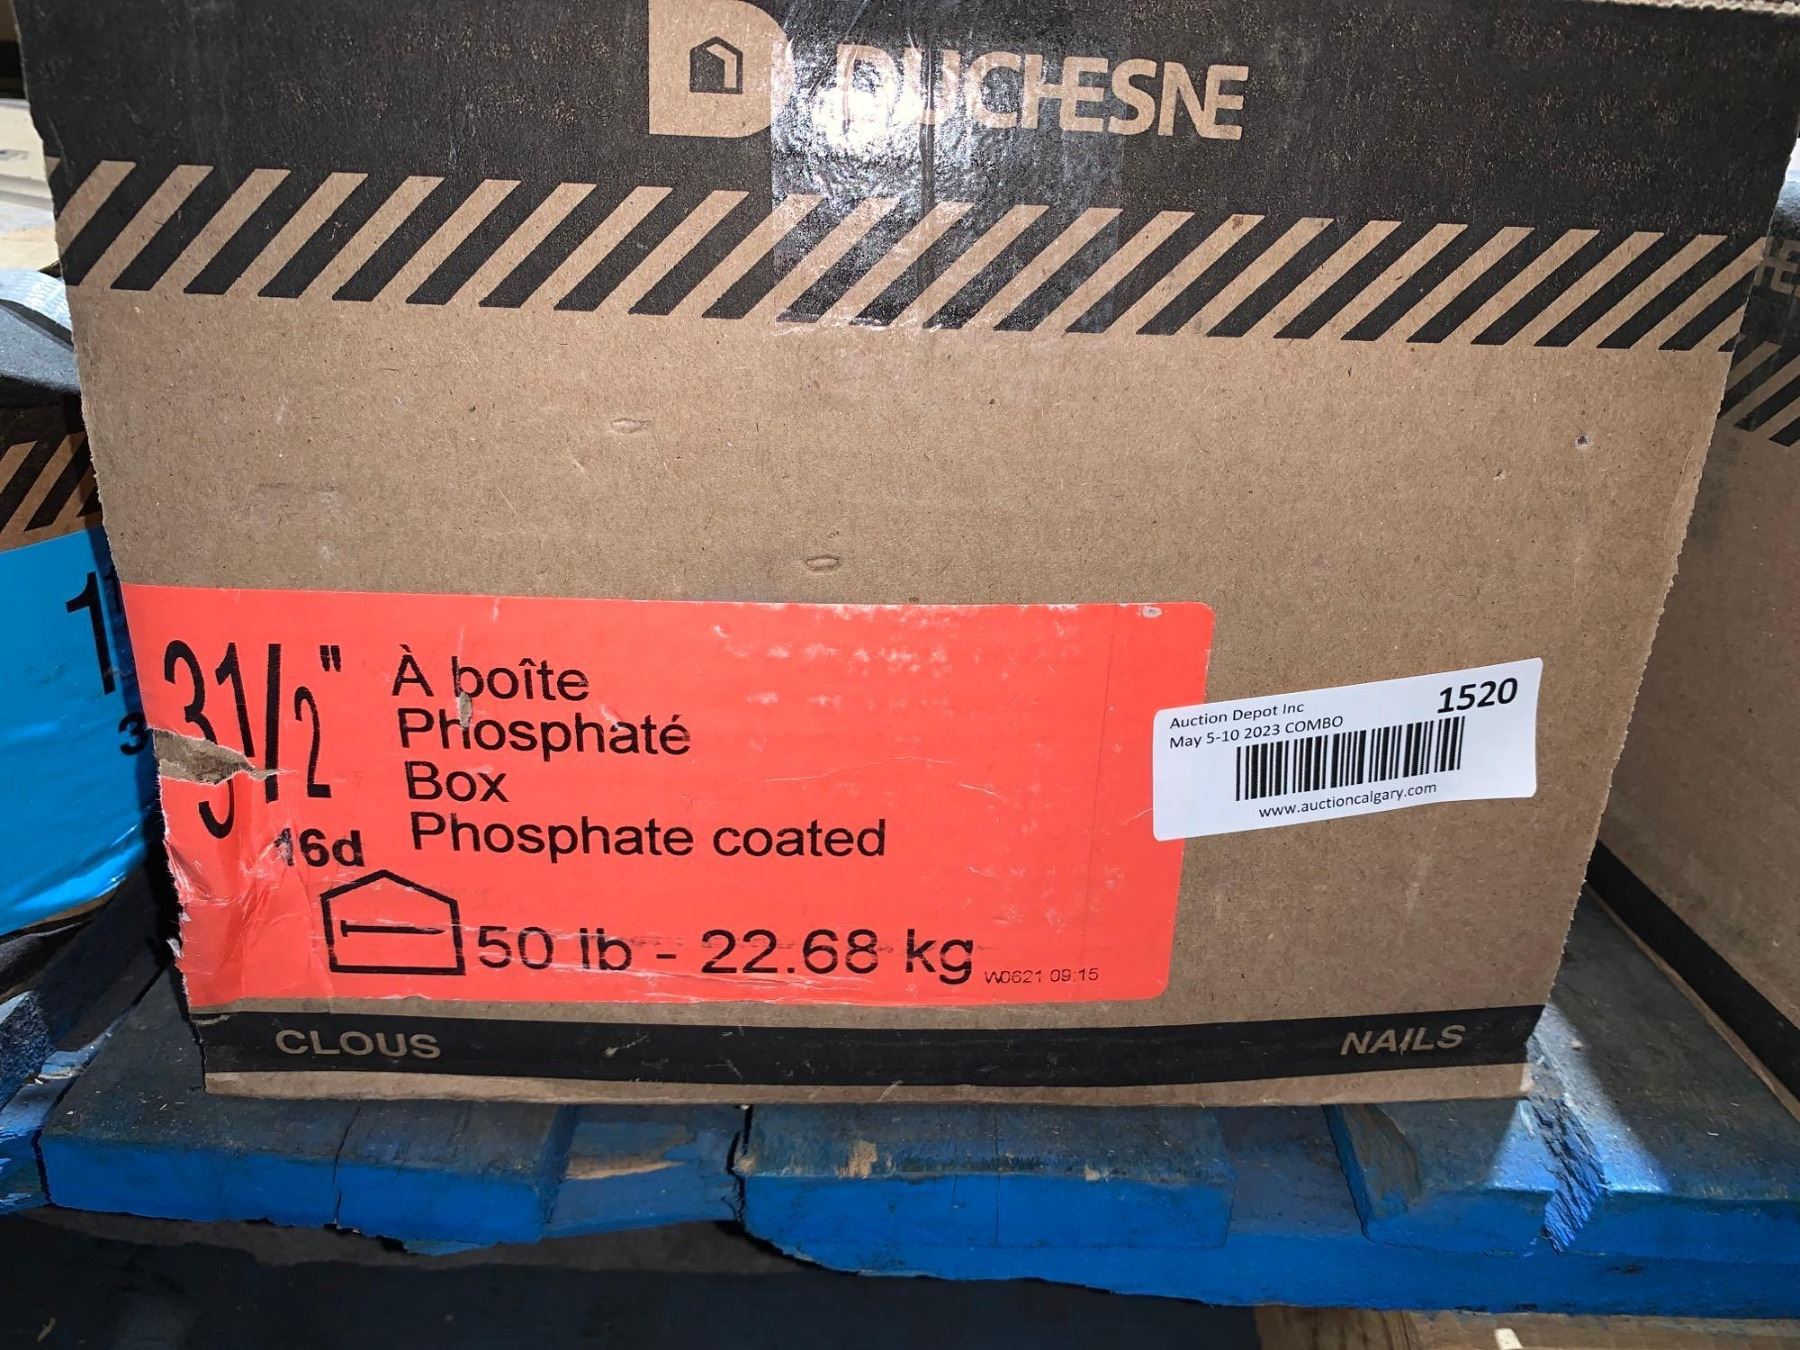 DUCHESNE
3 1/2"
16d
À boîte
Phosphaté
Box
Phosphate coated
50 lb - 22.68 kg
W0621 09:15
Auction Depot Inc
1520
May 5-10 2023 COMBO
www.auctioncalgary.com
CLOUS
NAILS